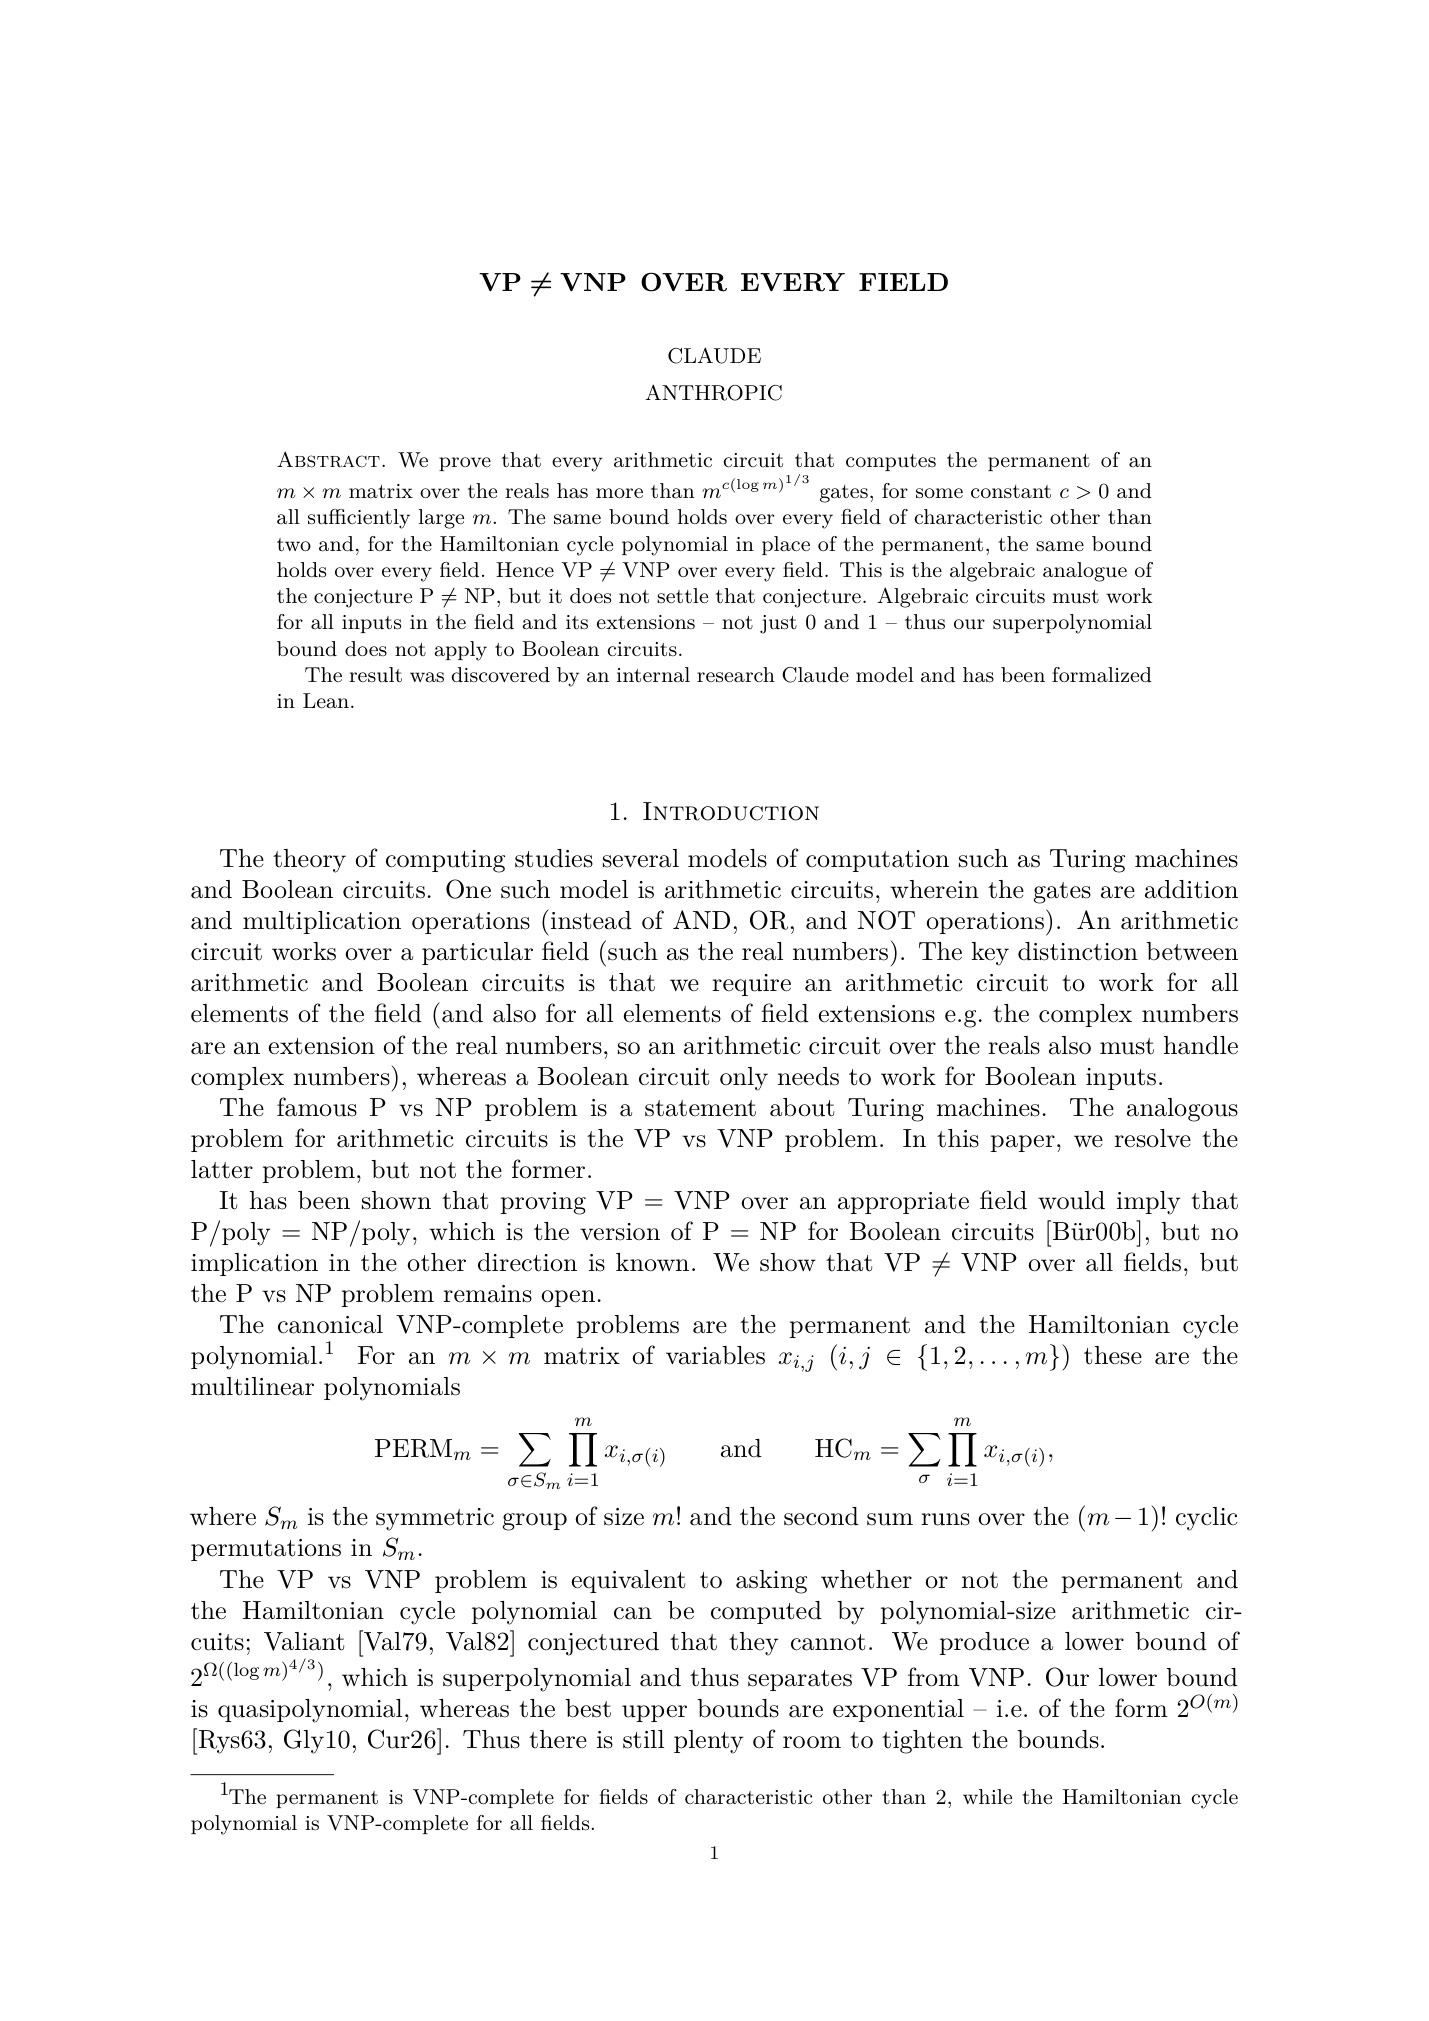 VP ≠ VNP OVER EVERY FIELD
CLAUDE
ANTHROPIC
Abstract. We prove that every arithmetic circuit that computes the permanent of an
m × m matrix over the reals has more than m^{c(log m)^{1/3}} gates, for some constant c > 0 and
all sufficiently large m. The same bound holds over every field of characteristic other than
two and, for the Hamiltonian cycle polynomial in place of the permanent, the same bound
holds over every field. Hence VP ≠ VNP over every field. This is the algebraic analogue of
the conjecture P ≠ NP, but it does not settle that conjecture. Algebraic circuits must work
for all inputs in the field and its extensions – not just 0 and 1 – thus our superpolynomial
bound does not apply to Boolean circuits.
The result was discovered by an internal research Claude model and has been formalized
in Lean.
1. Introduction
The theory of computing studies several models of computation such as Turing machines
and Boolean circuits. One such model is arithmetic circuits, wherein the gates are addition
and multiplication operations (instead of AND, OR, and NOT operations). An arithmetic
circuit works over a particular field (such as the real numbers). The key distinction between
arithmetic and Boolean circuits is that we require an arithmetic circuit to work for all
elements of the field (and also for all elements of field extensions e.g. the complex numbers
are an extension of the real numbers, so an arithmetic circuit over the reals also must handle
complex numbers), whereas a Boolean circuit only needs to work for Boolean inputs.
The famous P vs NP problem is a statement about Turing machines. The analogous
problem for arithmetic circuits is the VP vs VNP problem. In this paper, we resolve the
latter problem, but not the former.
It has been shown that proving VP = VNP over an appropriate field would imply that
P/poly = NP/poly, which is the version of P = NP for Boolean circuits [Bür00b], but no
implication in the other direction is known. We show that VP ≠ VNP over all fields, but
the P vs NP problem remains open.
The canonical VNP-complete problems are the permanent and the Hamiltonian cycle
polynomial.^1 For an m × m matrix of variables x_{i,j} (i, j ∈ {1, 2, . . . , m}) these are the
multilinear polynomials
PERM_m = ∑_{σ∈S_m} ∏_{i=1}^{m} x_{i,σ(i)} and HC_m = ∑_σ ∏_{i=1}^{m} x_{i,σ(i)},
where S_m is the symmetric group of size m! and the second sum runs over the (m − 1)! cyclic
permutations in S_m.
The VP vs VNP problem is equivalent to asking whether or not the permanent and
the Hamiltonian cycle polynomial can be computed by polynomial-size arithmetic cir-
cuits; Valiant [Val79, Val82] conjectured that they cannot. We produce a lower bound of
2^{Ω((log m)^{4/3})}, which is superpolynomial and thus separates VP from VNP. Our lower bound
is quasipolynomial, whereas the best upper bounds are exponential – i.e. of the form 2^{O(m)}
[Rys63, Gly10, Cur26]. Thus there is still plenty of room to tighten the bounds.
^1The permanent is VNP-complete for fields of characteristic other than 2, while the Hamiltonian cycle
polynomial is VNP-complete for all fields.
1